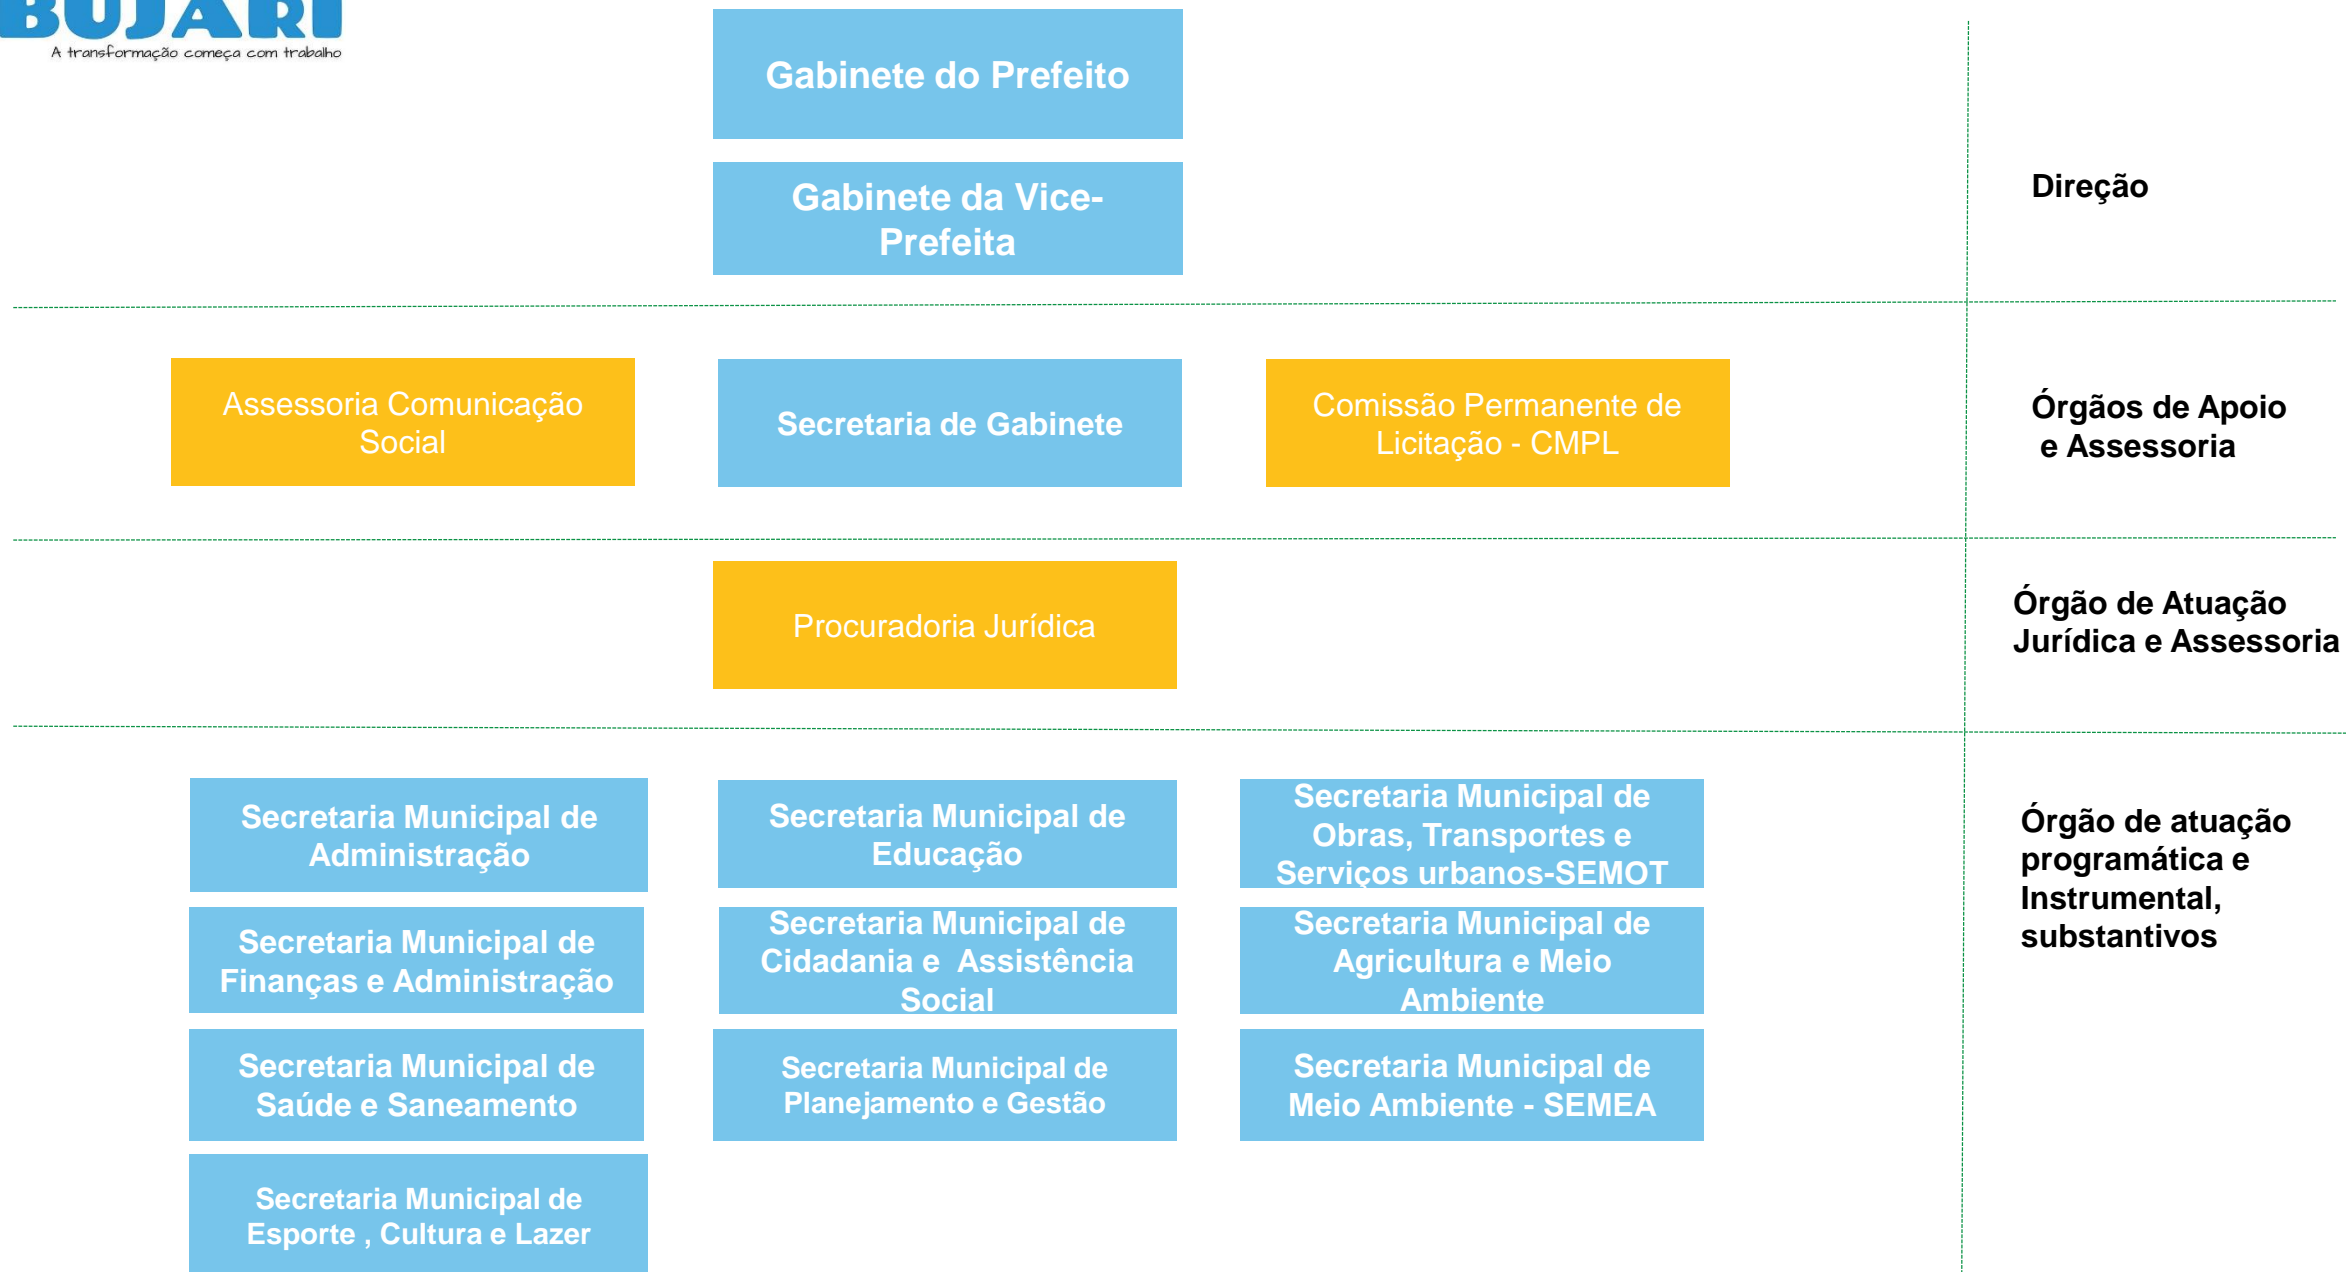 BUJARI
A transformação começa com trabalho
Gabinete do Prefeito
Gabinete da Vice-
Prefeita
Direção
Assessoria Comunicação
Social
Secretaria de Gabinete
Comissão Permanente de
Licitação - CMPL
Órgãos de Apoio
e Assessoria
Procuradoria Jurídica
Órgão de Atuação
Jurídica e Assessoria
Secretaria Municipal de
Administração
Secretaria Municipal de
Educação
Secretaria Municipal de
Obras, Transportes e
Serviços urbanos-SEMOT
Órgão de atuação
programática e
Instrumental,
substantivos
Secretaria Municipal de
Finanças e Administração
Secretaria Municipal de
Cidadania e  Assistência
Social
Secretaria Municipal de
Agricultura e Meio
Ambiente
Secretaria Municipal de
Saúde e Saneamento
Secretaria Municipal de
Planejamento e Gestão
Secretaria Municipal de
Meio Ambiente - SEMEA
Secretaria Municipal de
Esporte , Cultura e Lazer